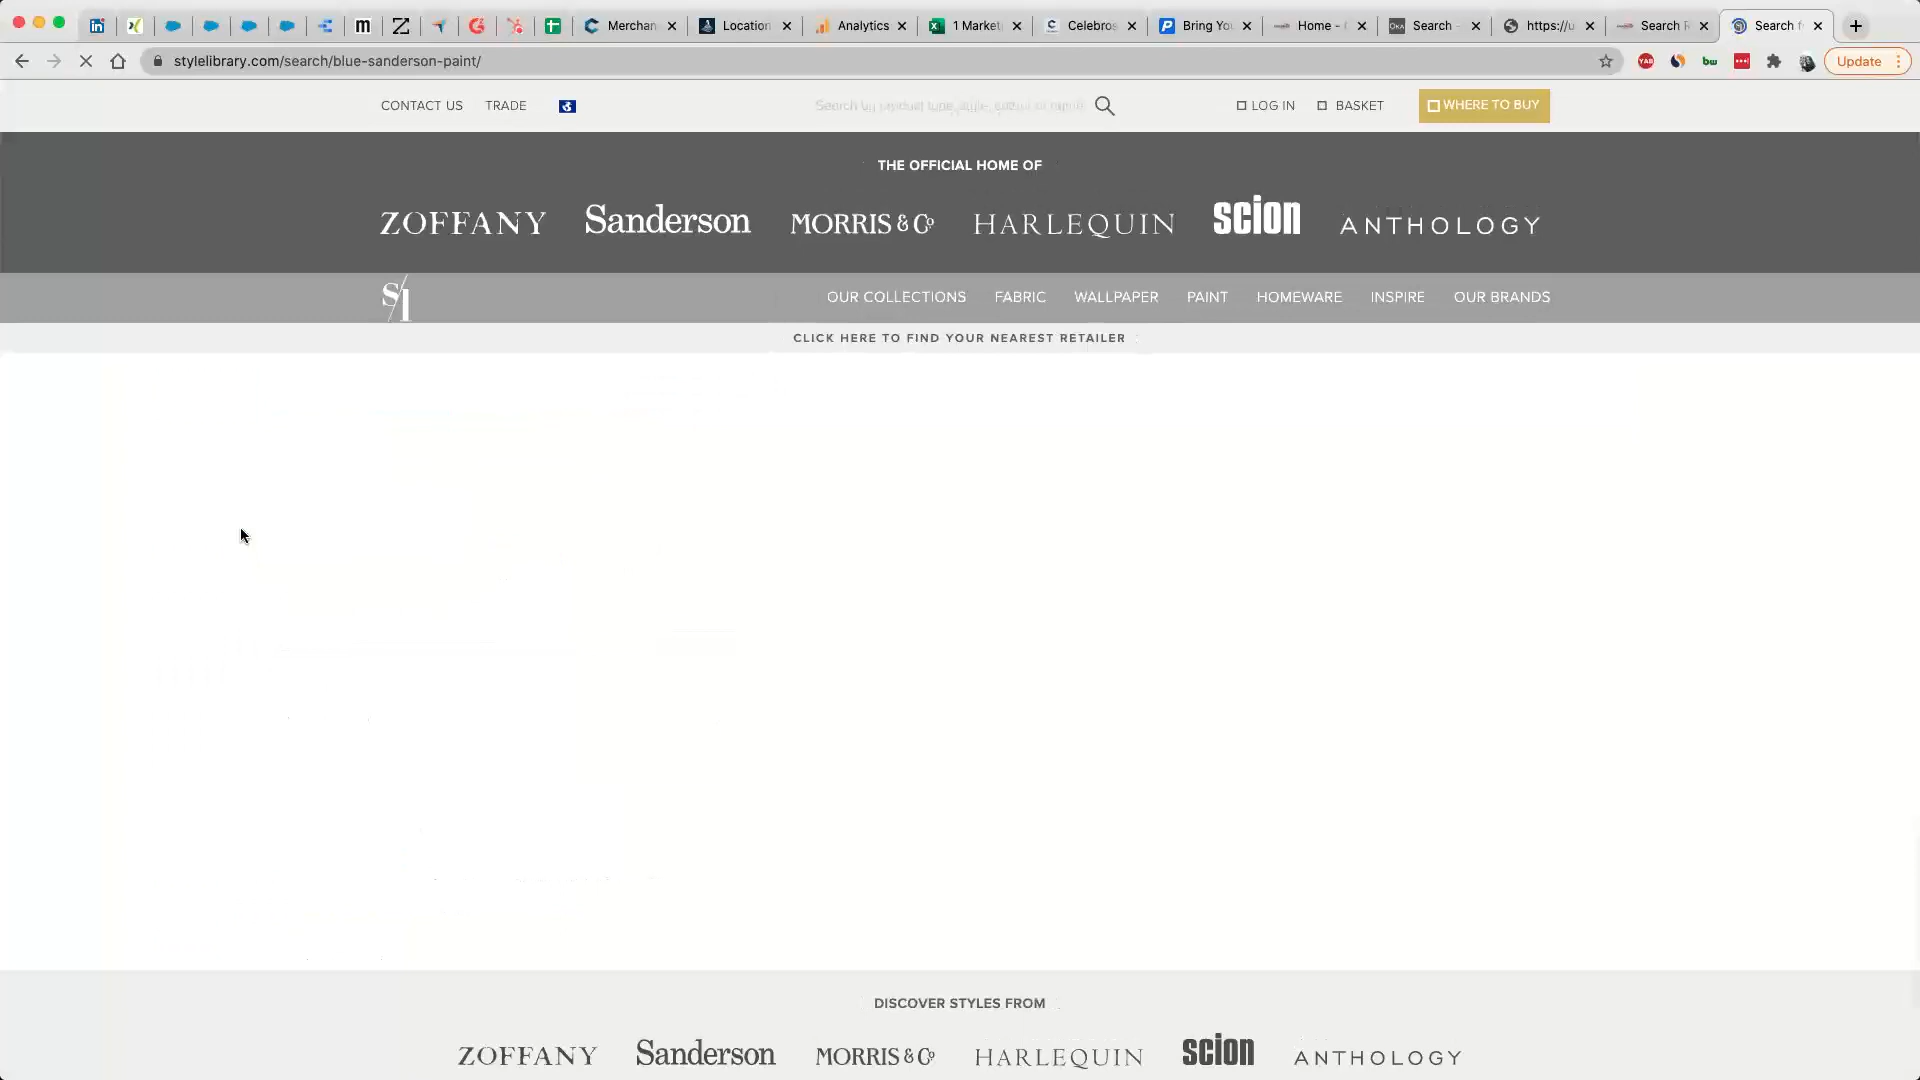 Merchan
Location
Analytics
1 Market
Celebros
Bring You
Home -
Search -
https://u
Search R
Search f
stylelibrary.com/search/blue-sanderson-paint/
YAB
bw
Update
CONTACT US
TRADE
Search by product type, style, colour or
LOG IN
BASKET
WHERE TO BUY
THE OFFICIAL HOME OF
ZOFFANY
Sanderson
MORRIS & Co
HARLEQUIN
scion
ANTHOLOGY
S/L
OUR COLLECTIONS
FABRIC
WALLPAPER
PAINT
HOMEWARE
INSPIRE
OUR BRANDS
CLICK HERE TO FIND YOUR NEAREST RETAILER
DISCOVER STYLES FROM
ZOFFANY
Sanderson
MORRIS & Co
HARLEQUIN
scion
ANTHOLOGY